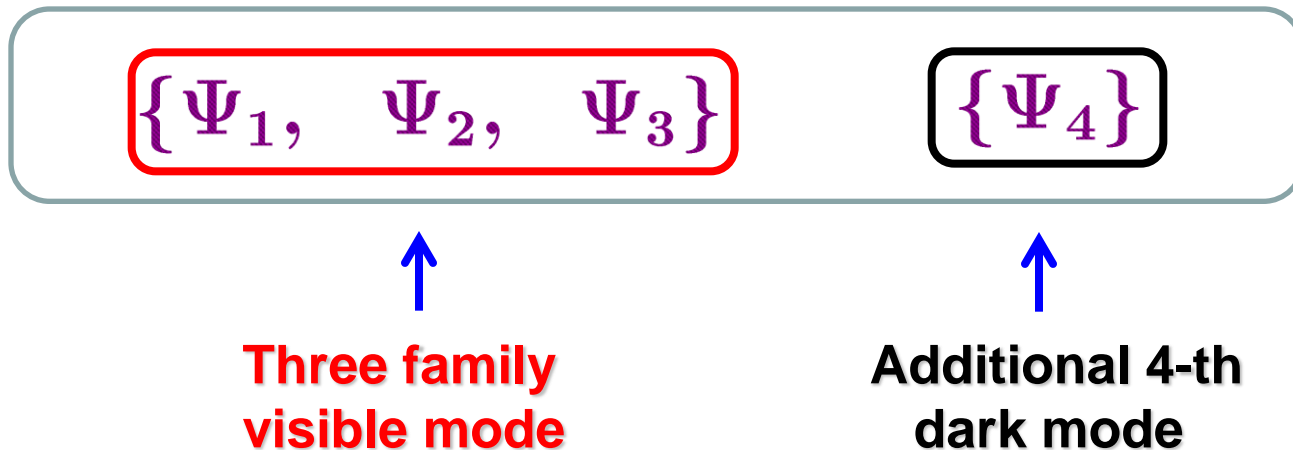 {Ψ₁, Ψ₂, Ψ₃} {Ψ₄}
Three family
visible mode
Additional 4-th
dark mode